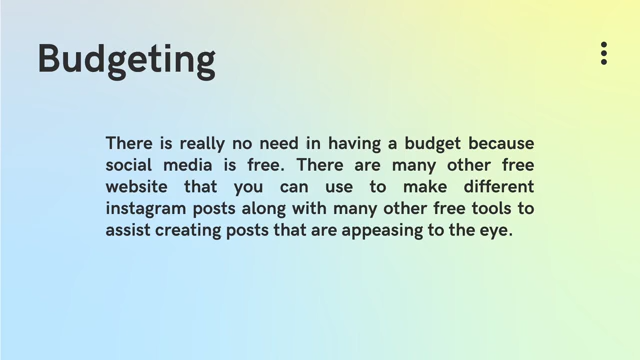 Budgeting
There is really no need in having a budget because
social media is free. There are many other free
website that you can use to make different
instagram posts along with many other free tools to
assist creating posts that are appeasing to the eye.